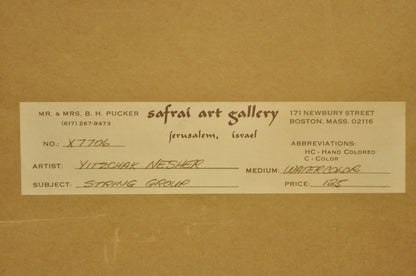 MR. & MRS. B. H. PUCKER safrai art gallery 171 NEWBURY STREET
(617) 267-9473 BOSTON, MASS. 02116
jerusalem, israel
NO.: X7706 ABBREVIATIONS:
HC - HAND COLORED
C - COLOR
ARTIST: YITZCHAK NESHER MEDIUM: WATERCOLOR
SUBJECT: STRING GROUP PRICE: 125